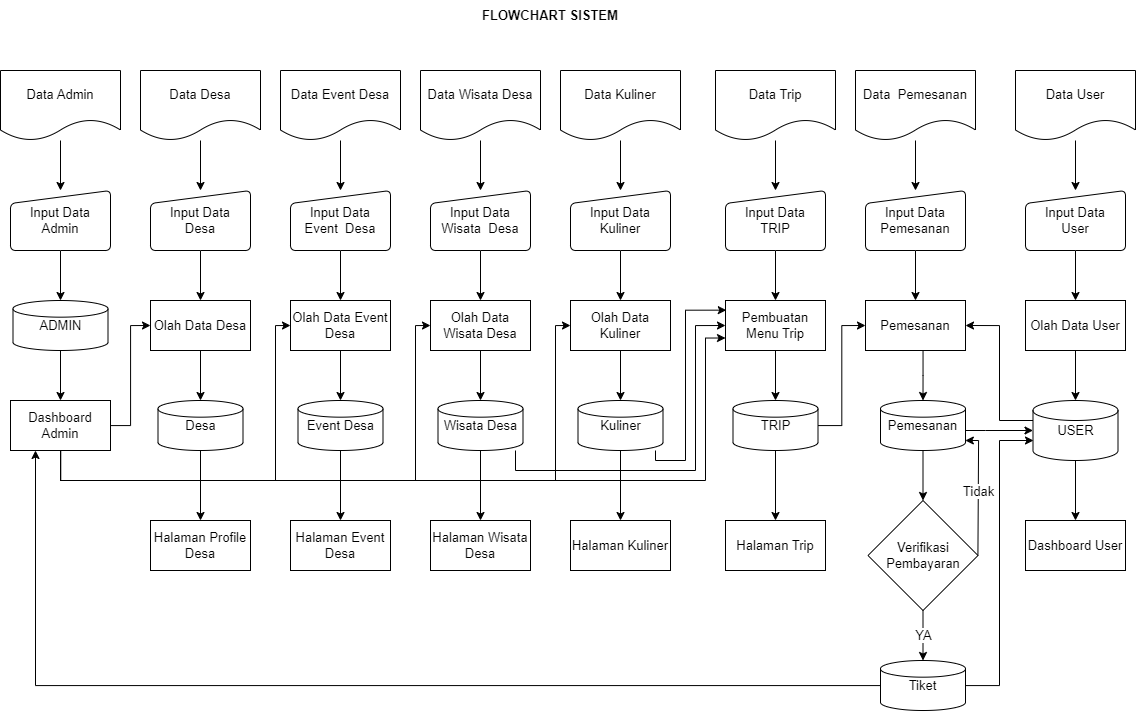 FLOWCHART SISTEM
Data Admin
Data Desa
Data Event Desa
Data Wisata Desa
Data Kuliner
Data Trip
Data Pemesanan
Data User
Input Data
Admin
Input Data
Desa
Input Data
Event Desa
Input Data
Wisata Desa
Input Data
Kuliner
Input Data
TRIP
Input Data
Pemesanan
Input Data
User
ADMIN
Olah Data Desa
Olah Data Event
Desa
Olah Data
Wisata Desa
Olah Data
Kuliner
Pembuatan
Menu Trip
Pemesanan
Olah Data User
Dashboard
Admin
Desa
Event Desa
Wisata Desa
Kuliner
TRIP
Pemesanan
USER
Tidak
Halaman Profile
Desa
Halaman Event
Desa
Halaman Wisata
Desa
Halaman Kuliner
Halaman Trip
Verifikasi
Pembayaran
Dashboard User
YA
Tiket